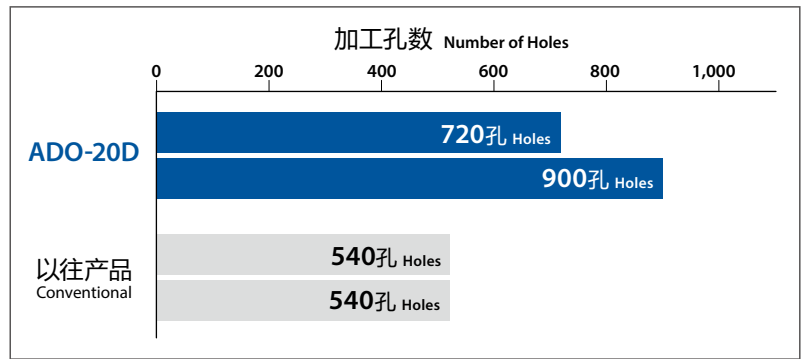 加工孔数 Number of Holes
0 200 400 600 800 1,000
ADO-20D
720孔 Holes
900孔 Holes
以往产品
Conventional
540孔 Holes
540孔 Holes